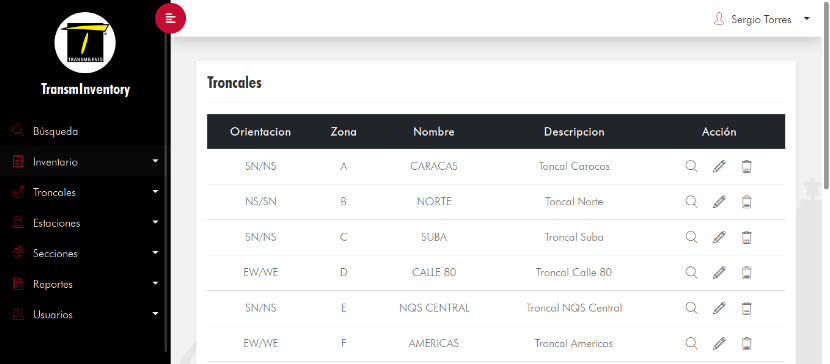 Sergio Torres
TRANSMILENIO
TransmInventory
Búsqueda
Inventario
Troncales
Estaciones
Secciones
Reportes
Usuarios
Troncales
Orientacion Zona Nombre Descripcion Acción
SN/NS A CARACAS Toncal Caracas
NS/SN B NORTE Toncal Norte
SN/NS C SUBA Troncal Suba
EW/WE D CALLE 80 Troncal Calle 80
SN/NS E NQS CENTRAL Troncal NQS Central
EW/WE F AMERICAS Troncal Americas